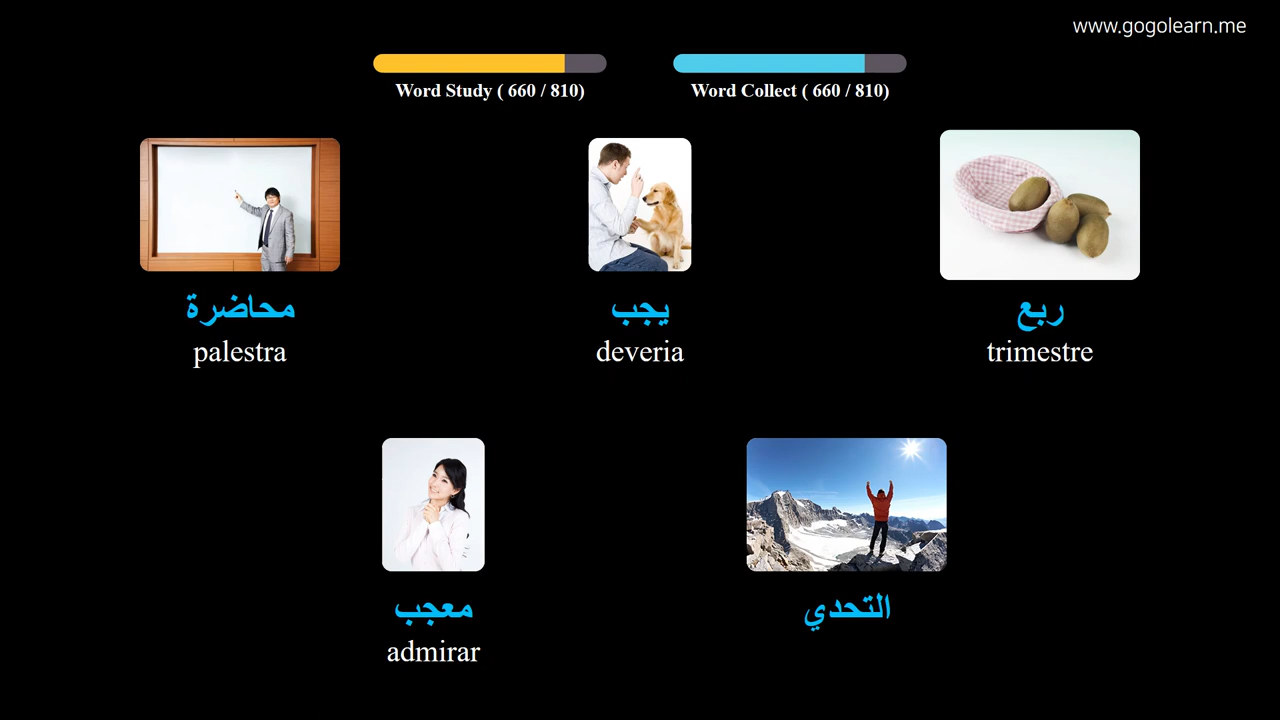 www.gogolearn.me
Word Study ( 660 / 810)
Word Collect ( 660 / 810)
محاضرة
palestra
يجب
deveria
ربع
trimestre
معجب
admirar
التحدي